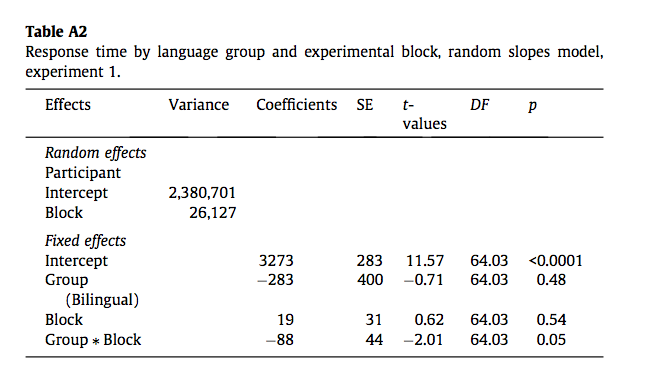 Table A2
Response time by language group and experimental block, random slopes model,
experiment 1.
Effects Variance Coefficients SE t- DF p
values
Random effects
Participant
Intercept 2,380,701
Block 26,127
Fixed effects
Intercept 3273 283 11.57 64.03 <0.0001
Group −283 400 −0.71 64.03 0.48
(Bilingual)
Block 19 31 0.62 64.03 0.54
Group * Block −88 44 −2.01 64.03 0.05